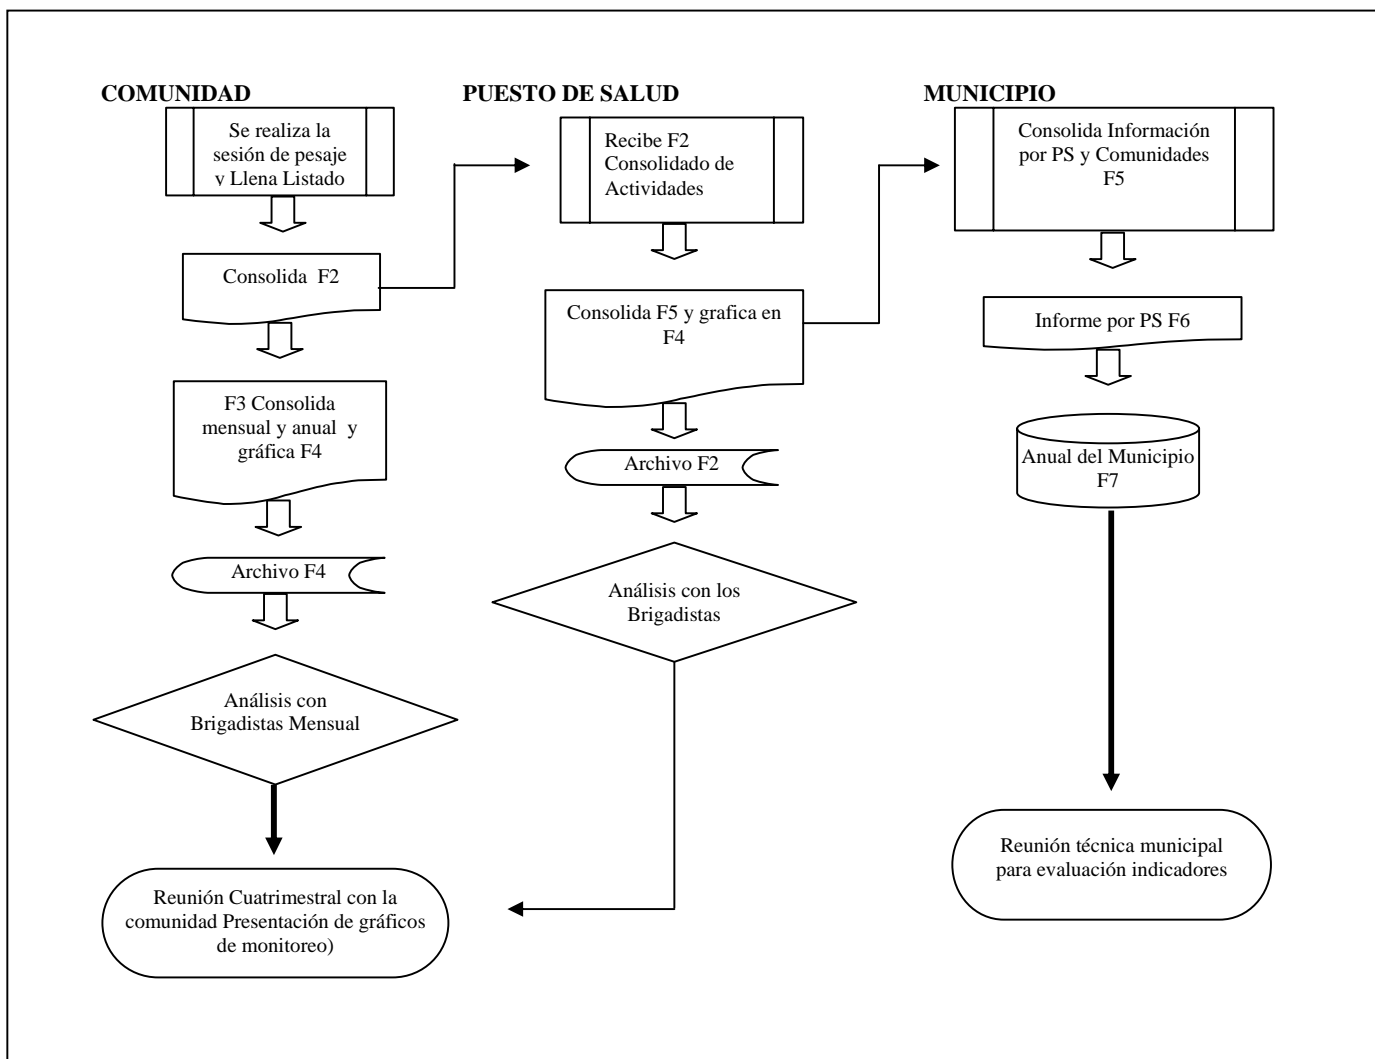 COMUNIDAD
Se realiza la
sesión de pesaje
y Llena Listado
Consolida F2
F3 Consolida
mensual y anual y
gráfica F4
Archivo F4
Análisis con
Brigadistas Mensual
Reunión Cuatrimestral con la
comunidad Presentación de gráficos
de monitoreo)
PUESTO DE SALUD
Recibe F2
Consolidado de
Actividades
Consolida F5 y grafica en
F4
Archivo F2
Análisis con los
Brigadistas
MUNICIPIO
Consolida Información
por PS y Comunidades
F5
Informe por PS F6
Anual del Municipio
F7
Reunión técnica municipal
para evaluación indicadores